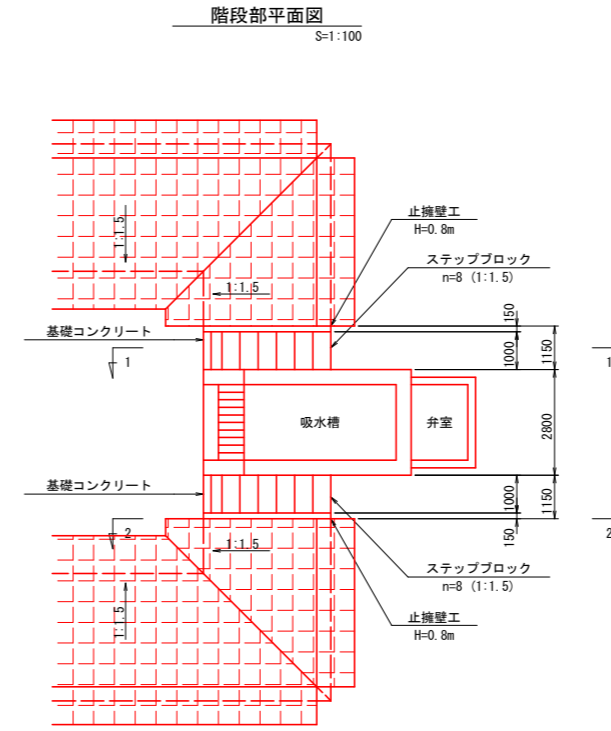 階段部平面図
S=1:100
止擁壁工
H=0.8m
1:1.5
ステップブロック
n=8 (1:1.5)
1:1.5
基礎コンクリート
150
1
1000
1150
1
吸水槽
弁室
2800
基礎コンクリート
1000
1150
2
150
2
1:1.5
ステップブロック
n=8 (1:1.5)
1:1.5
止擁壁工
H=0.8m